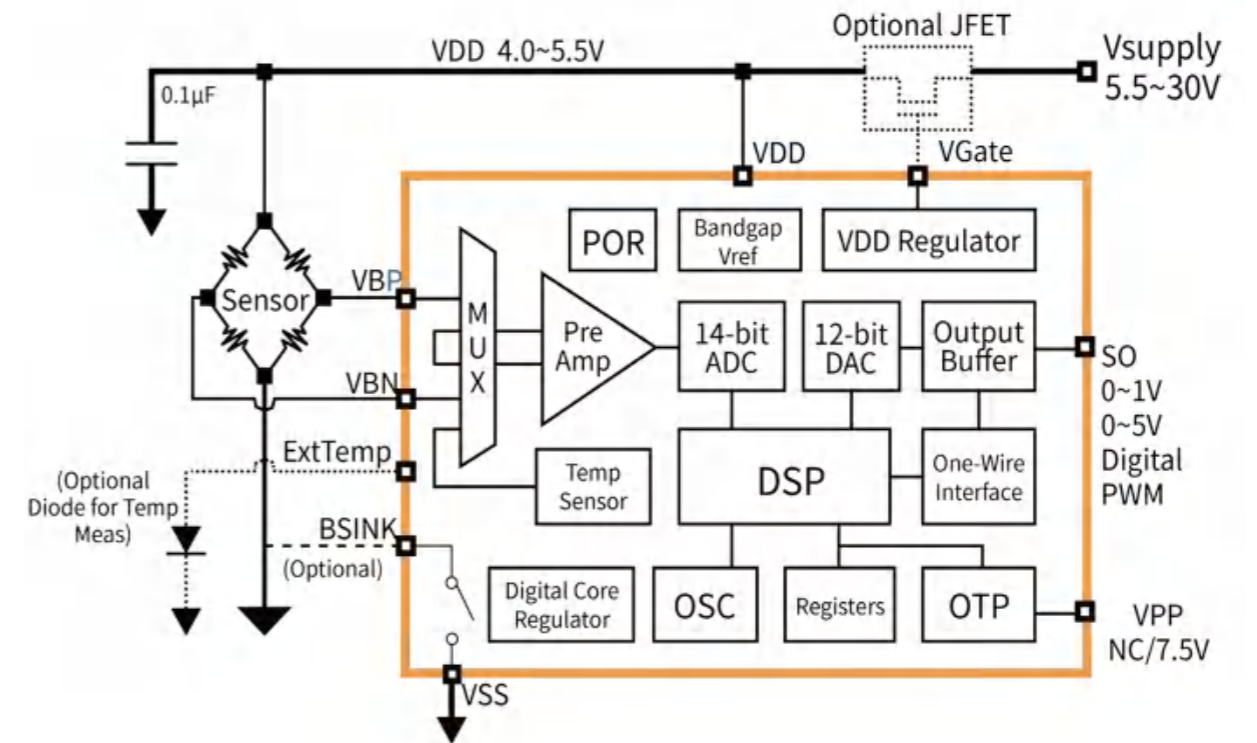 Optional JFET
VDD 4.0~5.5V
Vsupply
5.5~30V
0.1µF
VDD
VGate
POR
Bandgap
Vref
VDD Regulator
VBP
Sensor
M
U
X
Pre
Amp
14-bit
ADC
12-bit
DAC
Output
Buffer
SO
0~1V
0~5V
Digital
PWM
VBN
ExtTemp
(Optional
Diode for Temp
Meas)
Temp
Sensor
DSP
One-Wire
Interface
BSINK
(Optional)
Digital Core
Regulator
OSC
Registers
OTP
VPP
NC/7.5V
VSS